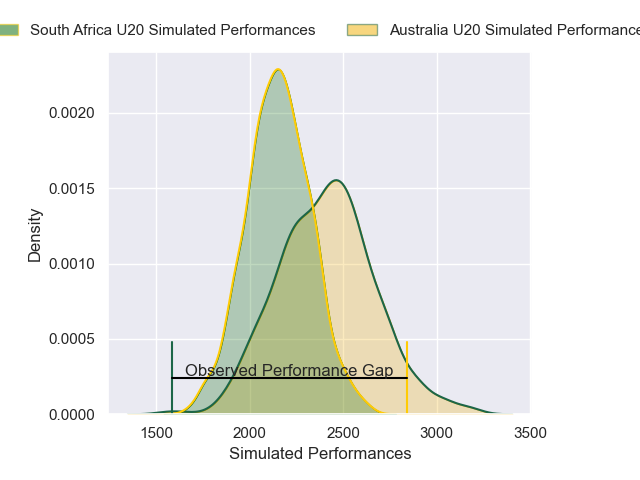 South Africa U20 Simulated Performances
Australia U20 Simulated Performance
0.0020
0.0015
0.0010
0.0005
0.0000
Density
Observed Performance Gap
1500 2000 2500 3000 3500
Simulated Performances